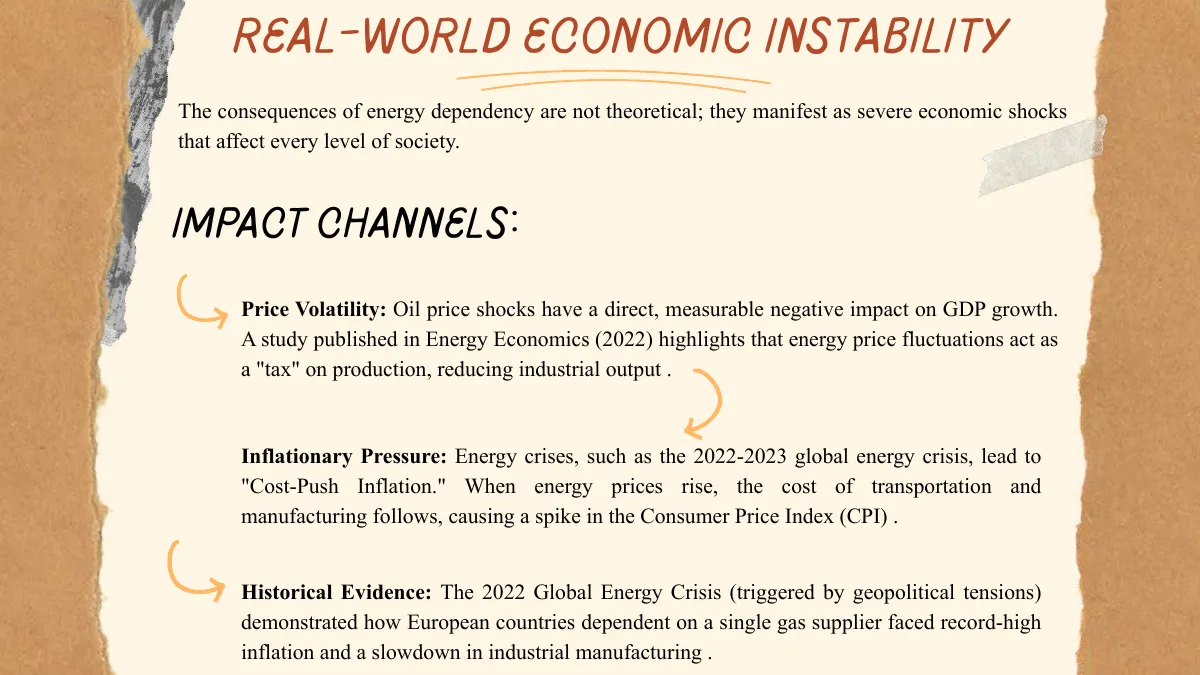 REAL-WORLD ECONOMIC INSTABILITY
The consequences of energy dependency are not theoretical; they manifest as severe economic shocks
that affect every level of society.
IMPACT CHANNELS:
Price Volatility: Oil price shocks have a direct, measurable negative impact on GDP growth.
A study published in Energy Economics (2022) highlights that energy price fluctuations act as
a "tax" on production, reducing industrial output .
Inflationary Pressure: Energy crises, such as the 2022-2023 global energy crisis, lead to
"Cost-Push Inflation." When energy prices rise, the cost of transportation and
manufacturing follows, causing a spike in the Consumer Price Index (CPI) .
Historical Evidence: The 2022 Global Energy Crisis (triggered by geopolitical tensions)
demonstrated how European countries dependent on a single gas supplier faced record-high
inflation and a slowdown in industrial manufacturing .